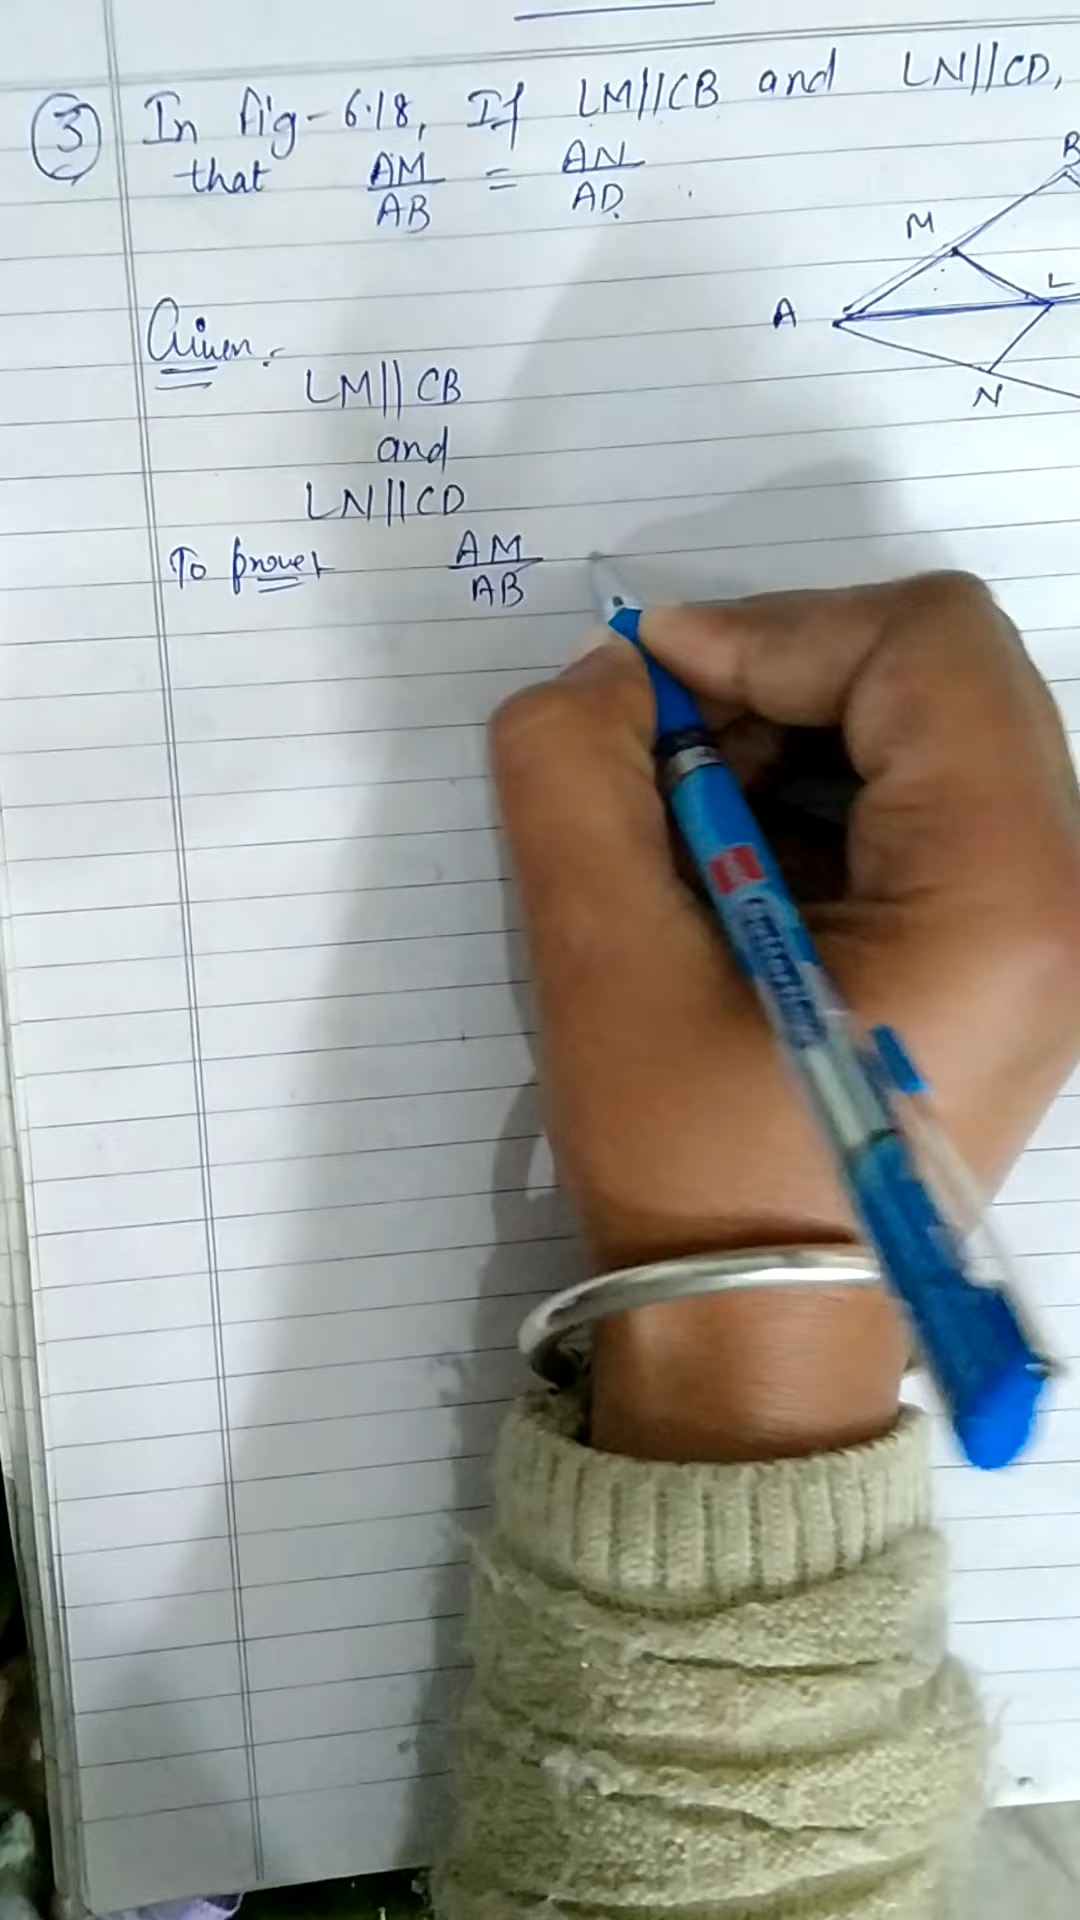 3 In fig-6.18, If LM||CB and LN||CD,
that AM/AB = AN/AD.
B
M
L
A
N
Given:-
LM||CB
and
LN||CD
To prove AM/AB